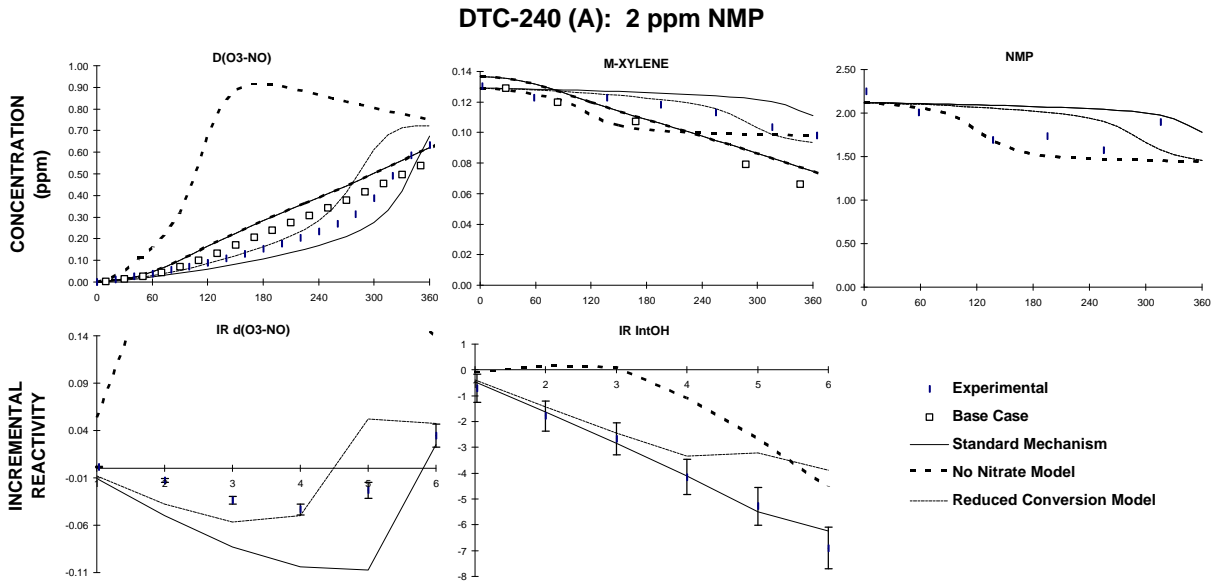 DTC-240 (A): 2 ppm NMP
D(O3-NO)
M-XYLENE
NMP
CONCENTRATION
(ppm)
1.00
0.90
0.80
0.70
0.60
0.50
0.40
0.30
0.20
0.10
0.00
0 60 120 180 240 300 360
0.14
0.12
0.10
0.08
0.06
0.04
0.02
0.00
0 60 120 180 240 300 360
2.50
2.00
1.50
1.00
0.50
0.00
0 60 120 180 240 300 360
IR d(O3-NO)
IR IntOH
INCREMENTAL
REACTIVITY
0.14
0.09
0.04
-0.01
-0.06
-0.11
2 3 4 5 6
1
0
-1
-2
-3
-4
-5
-6
-7
-8
2 3 4 5 6
Experimental
Base Case
Standard Mechanism
No Nitrate Model
Reduced Conversion Model